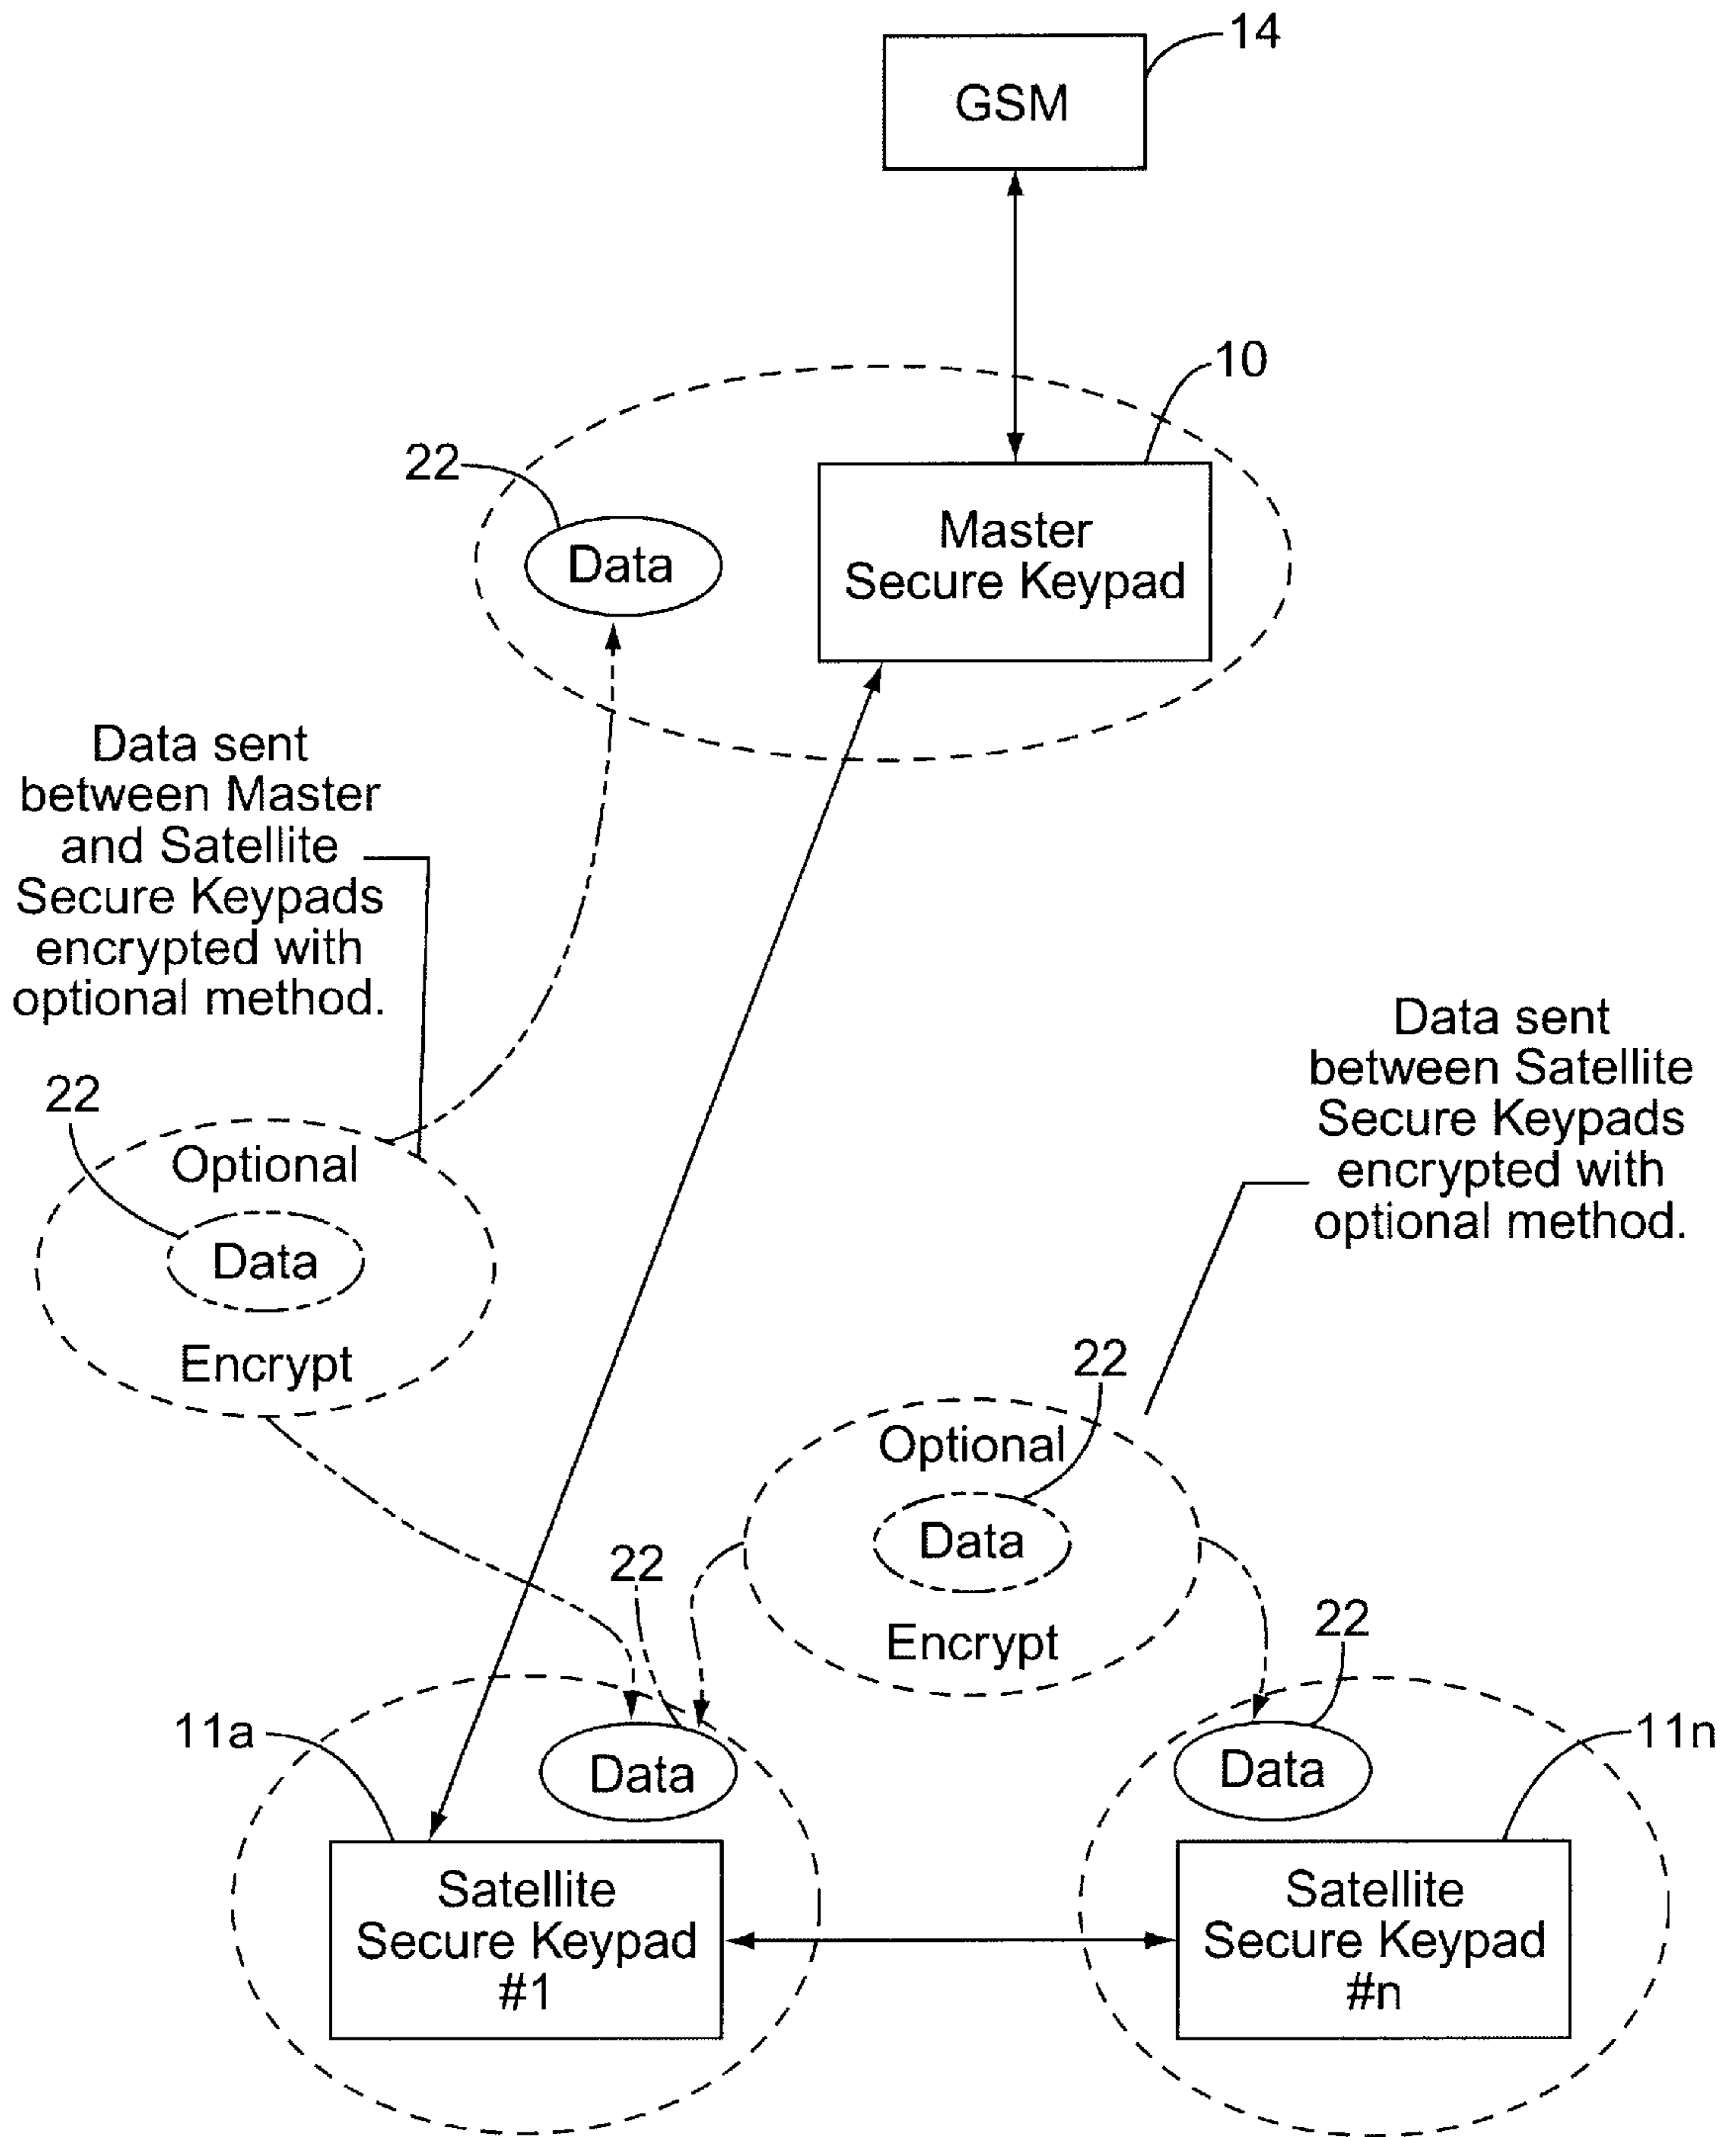 14
GSM
10
22
Data
Master
Secure Keypad
Data sent
between Master
and Satellite
Secure Keypads
encrypted with
optional method.
Data sent
between Satellite
Secure Keypads
encrypted with
optional method.
22
Optional
Data
Encrypt
22
Optional
Data
Encrypt
22
22
11a
Data
Data
11n
Satellite
Secure Keypad
#1
Satellite
Secure Keypad
#n